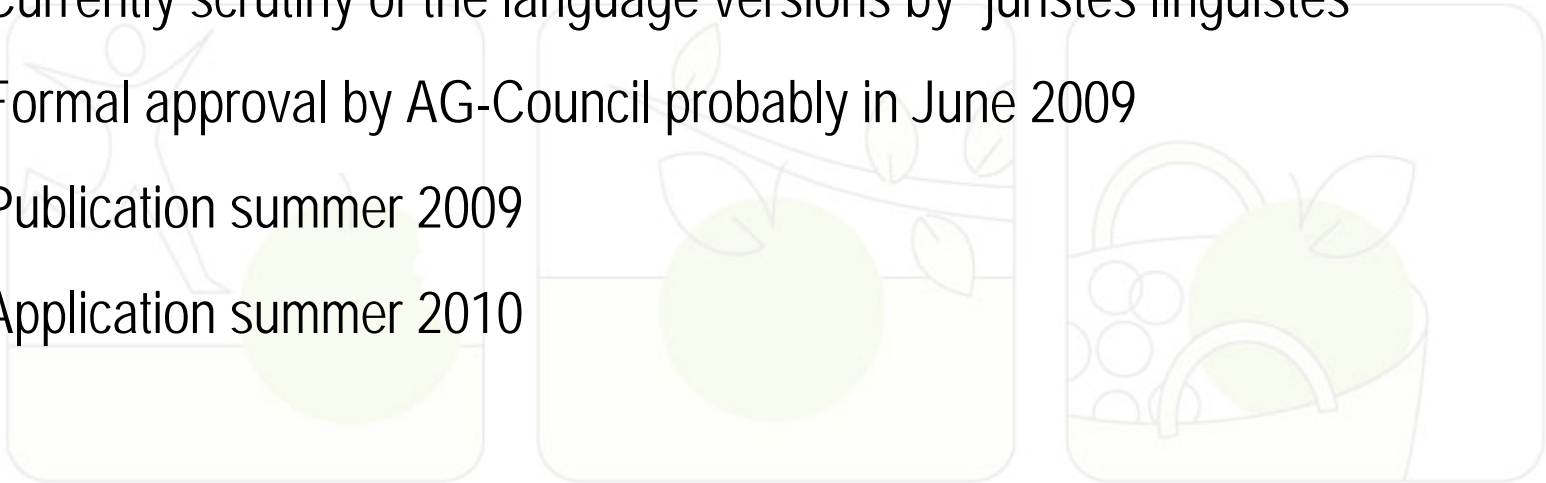 Currently scrutiny of the language versions by "juristes linguistes"
Formal approval by AG-Council probably in June 2009
Publication summer 2009
Application summer 2010